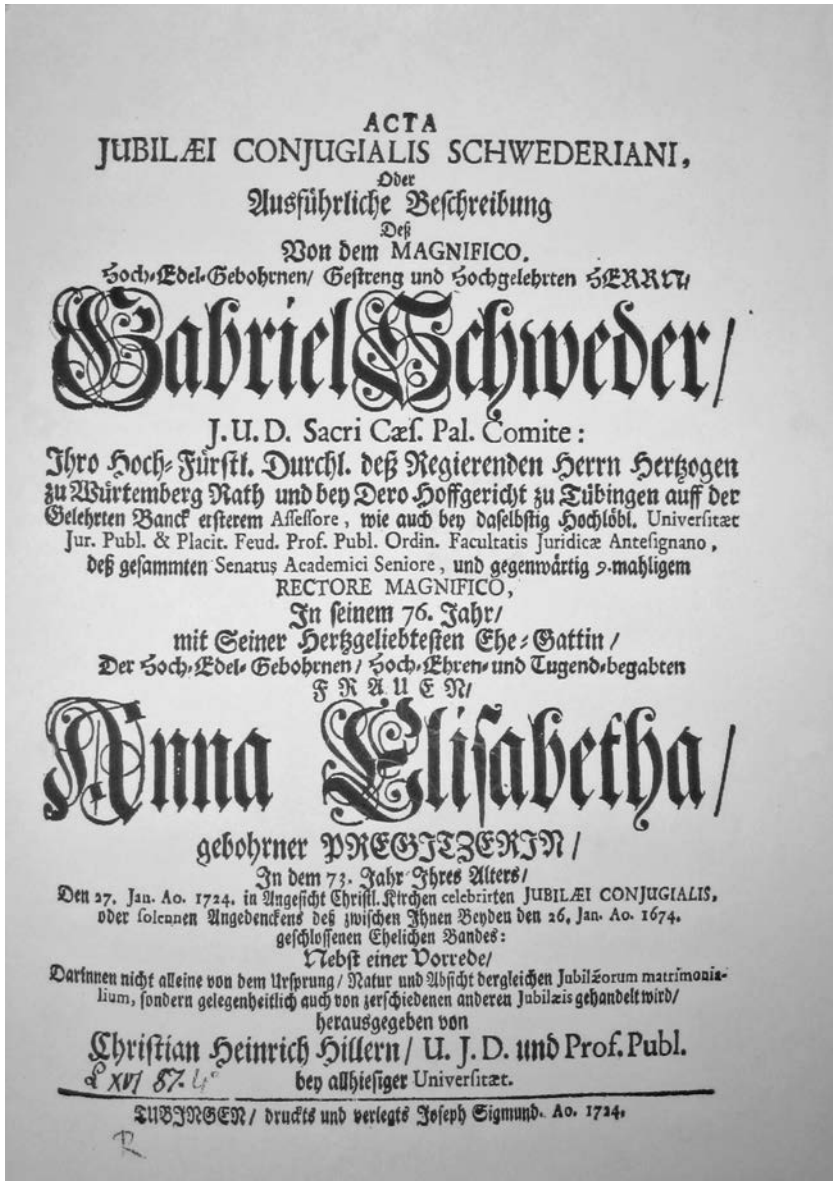 ACTA
JUBILÆI CONJUGIALIS SCHWEDERIANI,
Oder
Ausführliche Beschreibung
Deß
Von dem MAGNIFICO.
Hoch-Edel-Gebohrnen/ Gestreng und Hochgelehrten HERRN/
Gabriel Schweder/
J. U. D. Sacri Cæs. Pal. Comite:
Ihro Hoch-Fürstl. Durchl. deß Regierenden Herrn Hertzogen
zu Würtemberg Rath und bey Dero Hoffgericht zu Tübingen auff der
Gelehrten Banck ersterem Assessore, wie auch bey daselbstig Hochlöbl. Universitæt
Jur. Publ. & Placit. Feud. Prof. Publ. Ordin. Facultatis Juridicæ Antesignano,
deß gesammten Senatus Academici Seniore, und gegenwärtig 9.mahligem
RECTORE MAGNIFICO,
In seinem 76. Jahr/
mit Seiner Hertzgeliebtesten Ehe-Gattin/
Der Hoch-Edel-Gebohrnen/ Hoch-Ehren- und Tugend-begabten
FRAUEN/
Anna Elisabetha/
gebohrner PREGITZERIN/
In dem 73. Jahr Ihres Alters/
Den 27. Jan. Ao. 1724. in Angesicht Christl. Kirchen celebrirten JUBILÆI CONJUGIALIS,
oder solennen Angedenckens deß zwischen Ihnen Beyden den 26. Jan. Ao. 1674.
geschlossenen Ehelichen Bandes:
Nebst einer Vorrede/
Darinnen nicht alleine von dem Ursprung/ Natur und Absicht dergleichen Jubilæorum matrimonia-
lium, sondern gelegenheitlich auch von zerschiedenen anderen Jubilæis gehandelt wird/
herausgegeben von
Christian Heinrich Hillern/ U. J. D. und Prof. Publ.
L XVI 87. 4°
bey allhiesiger Universitæt.
TUBINGEN/ druckts und verlegts Joseph Sigmund. Ao. 1724.
R